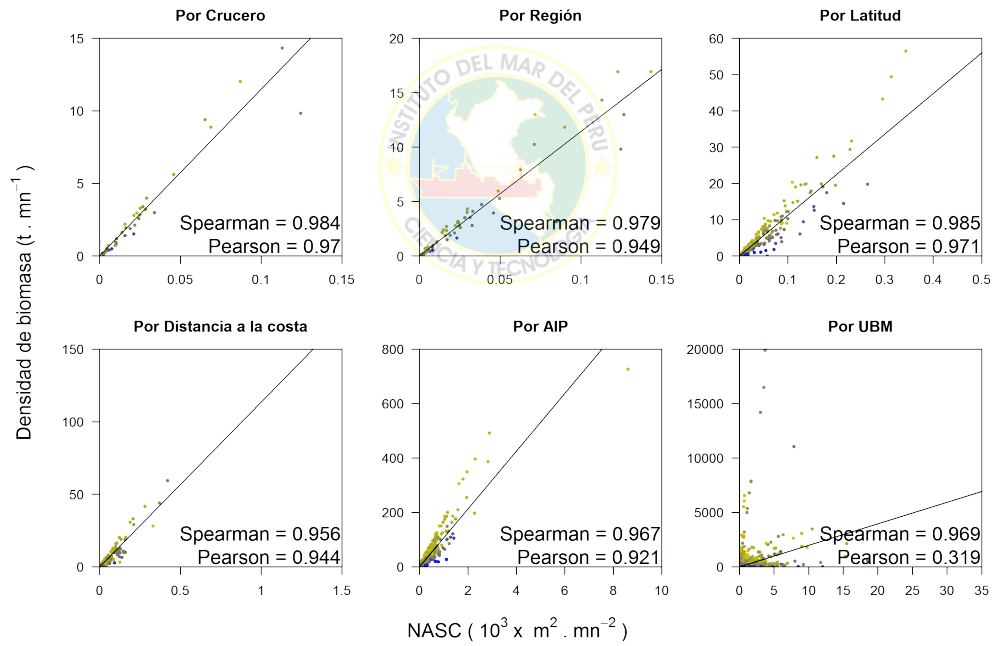 Por Crucero
15
10
5
0
Spearman = 0.984
Pearson = 0.97
0 0.05 0.1 0.15
Por Región
20
15
10
5
0
INSTITUTO DEL MAR DEL PERU
CIENCIA Y TECNOLOGIA
Spearman = 0.979
Pearson = 0.949
0 0.05 0.1 0.15
Por Latitud
60
50
40
30
20
10
0
Spearman = 0.985
Pearson = 0.971
0 0.1 0.2 0.3 0.4 0.5
Densidad de biomasa (t . mn⁻¹ )
Por Distancia a la costa
150
100
50
0
Spearman = 0.956
Pearson = 0.944
0 0.5 1 1.5
Por AIP
800
600
400
200
0
Spearman = 0.967
Pearson = 0.921
0 2 4 6 8 10
Por UBM
20000
15000
10000
5000
0
Spearman = 0.969
Pearson = 0.319
0 5 10 15 20 25 30 35
NASC ( 10³ x m² . mn⁻² )